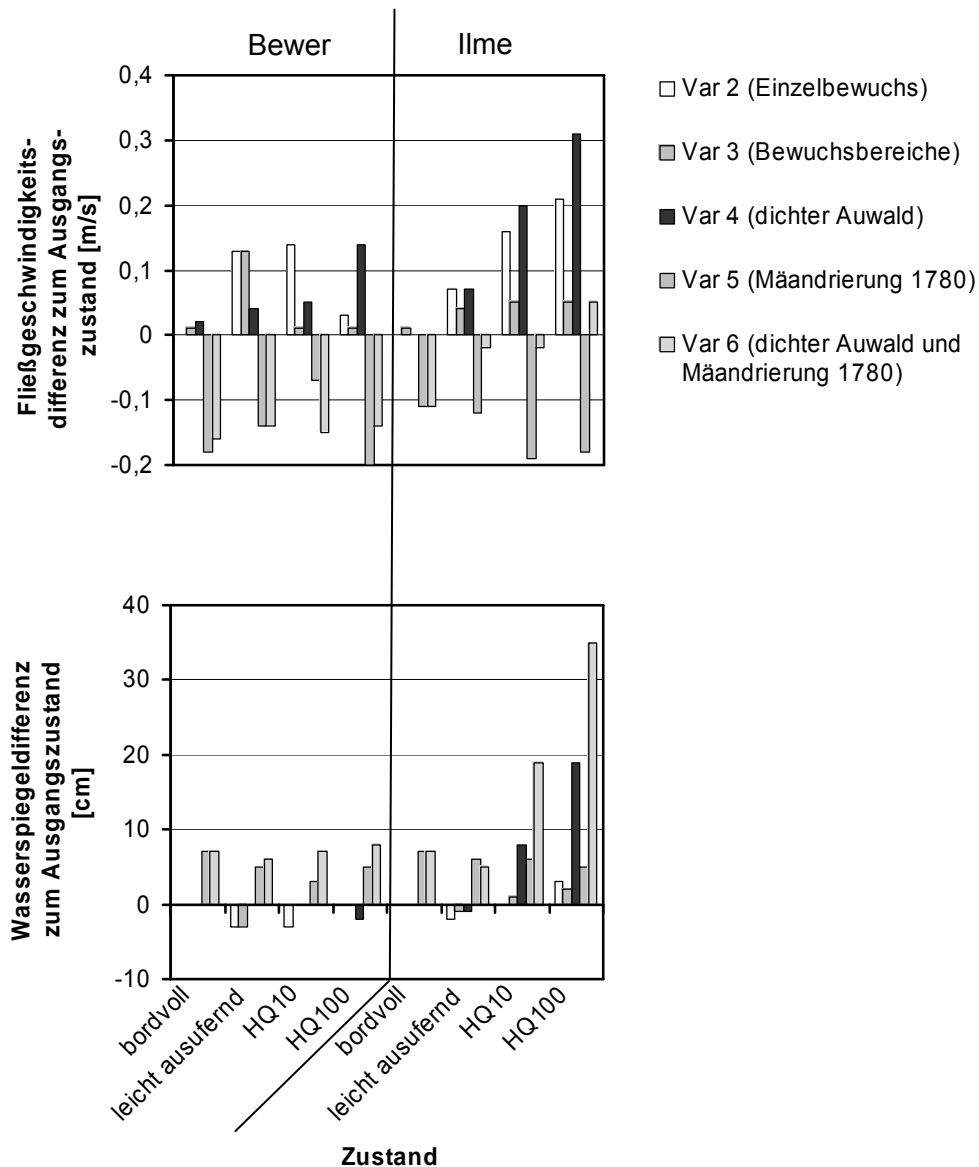 Bewer
Ilme
Fließgeschwindigkeits-
differenz zum Ausgangs-
zustand [m/s]
0,4
0,3
0,2
0,1
0
-0,1
-0,2
Var 2 (Einzelbewuchs)
Var 3 (Bewuchsbereiche)
Var 4 (dichter Auwald)
Var 5 (Mäandrierung 1780)
Var 6 (dichter Auwald und
Mäandrierung 1780)
Wasserspiegeldifferenz
zum Ausgangszustand
[cm]
40
30
20
10
0
-10
bordvoll
leicht ausufernd
HQ10
HQ100
bordvoll
leicht ausufernd
HQ10
HQ100
Zustand